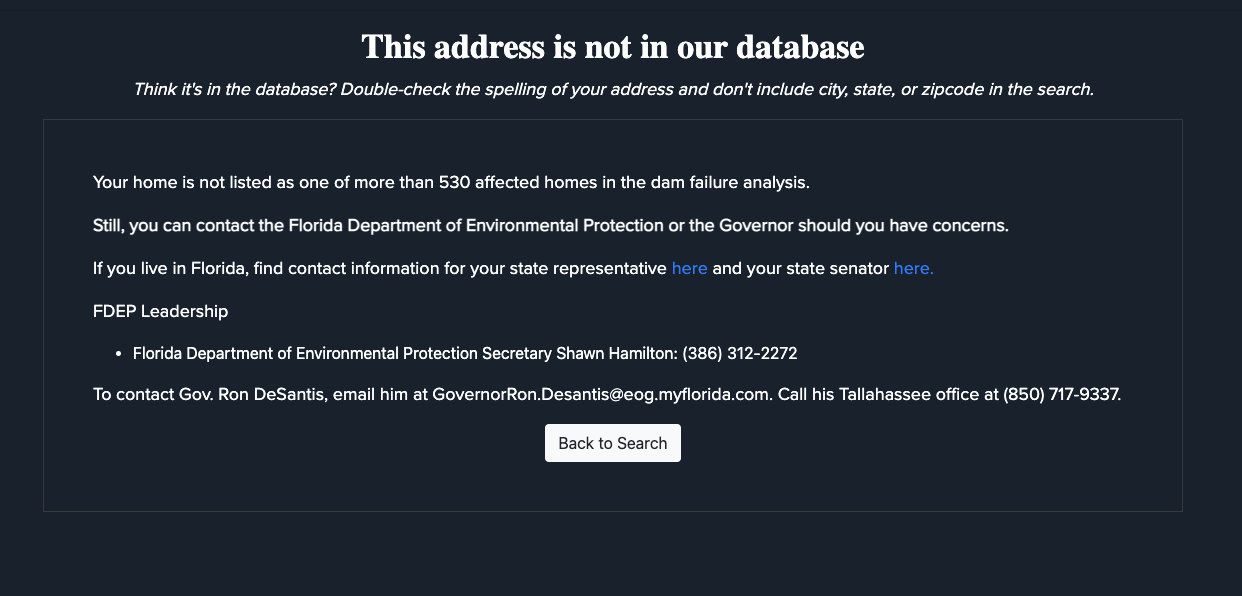 This address is not in our database
Think it's in the database? Double-check the spelling of your address and don't include city, state, or zipcode in the search.
Your home is not listed as one of more than 530 affected homes in the dam failure analysis.
Still, you can contact the Florida Department of Environmental Protection or the Governor should you have concerns.
If you live in Florida, find contact information for your state representative here and your state senator here.
FDEP Leadership
• Florida Department of Environmental Protection Secretary Shawn Hamilton: (386) 312-2272
To contact Gov. Ron DeSantis, email him at GovernorRon.Desantis@eog.myflorida.com. Call his Tallahassee office at (850) 717-9337.
Back to Search